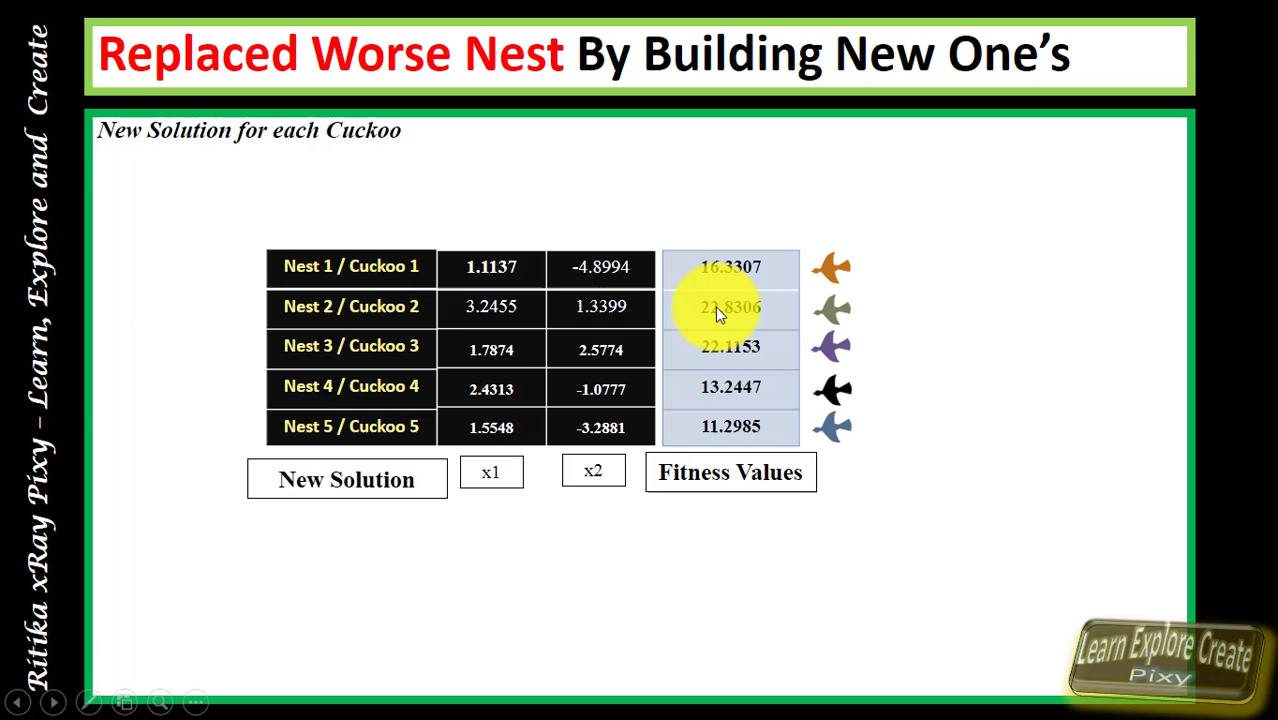 Replaced Worse Nest By Building New One's
Ritika xRay Pixy – Learn, Explore and Create
New Solution for each Cuckoo
Nest 1 / Cuckoo 1 1.1137 -4.8994 16.3307
Nest 2 / Cuckoo 2 3.2455 1.3399 22.8306
Nest 3 / Cuckoo 3 1.7874 2.5774 22.1153
Nest 4 / Cuckoo 4 2.4313 -1.0777 13.2447
Nest 5 / Cuckoo 5 1.5548 -3.2881 11.2985
New Solution x1 x2 Fitness Values
Learn Explore Create
Pixy